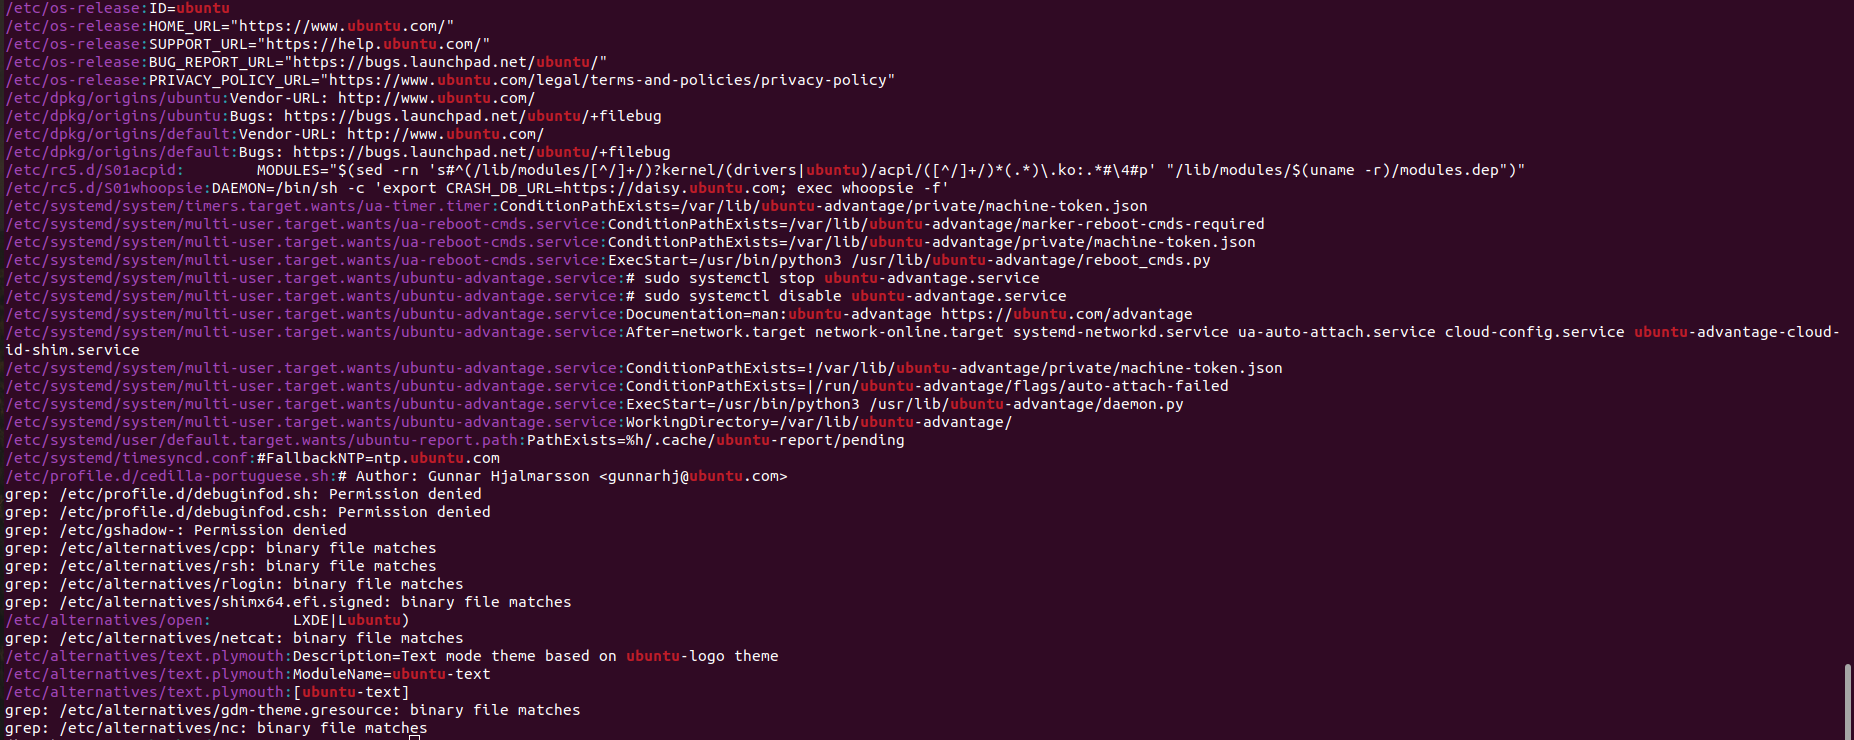 /etc/os-release:ID=ubuntu
/etc/os-release:HOME_URL="https://www.ubuntu.com/"
/etc/os-release:SUPPORT_URL="https://help.ubuntu.com/"
/etc/os-release:BUG_REPORT_URL="https://bugs.launchpad.net/ubuntu/"
/etc/os-release:PRIVACY_POLICY_URL="https://www.ubuntu.com/legal/terms-and-policies/privacy-policy"
/etc/dpkg/origins/ubuntu:Vendor-URL: http://www.ubuntu.com/
/etc/dpkg/origins/ubuntu:Bugs: https://bugs.launchpad.net/ubuntu/+filebug
/etc/dpkg/origins/default:Vendor-URL: http://www.ubuntu.com/
/etc/dpkg/origins/default:Bugs: https://bugs.launchpad.net/ubuntu/+filebug
/etc/rc5.d/S01acpid:        MODULES="$(sed -rn 's#^(/lib/modules/[^/]+/)?kernel/(drivers|ubuntu)/acpi/([^/]+/)*(.*)\.ko:.*#\4#p' "/lib/modules/$(uname -r)/modules.dep")"
/etc/rc5.d/S01whoopsie:DAEMON=/bin/sh -c 'export CRASH_DB_URL=https://daisy.ubuntu.com; exec whoopsie -f'
/etc/systemd/system/timers.target.wants/ua-timer.timer:ConditionPathExists=/var/lib/ubuntu-advantage/private/machine-token.json
/etc/systemd/system/multi-user.target.wants/ua-reboot-cmds.service:ConditionPathExists=/var/lib/ubuntu-advantage/marker-reboot-cmds-required
/etc/systemd/system/multi-user.target.wants/ua-reboot-cmds.service:ConditionPathExists=/var/lib/ubuntu-advantage/private/machine-token.json
/etc/systemd/system/multi-user.target.wants/ua-reboot-cmds.service:ExecStart=/usr/bin/python3 /usr/lib/ubuntu-advantage/reboot_cmds.py
/etc/systemd/system/multi-user.target.wants/ubuntu-advantage.service:# sudo systemctl stop ubuntu-advantage.service
/etc/systemd/system/multi-user.target.wants/ubuntu-advantage.service:# sudo systemctl disable ubuntu-advantage.service
/etc/systemd/system/multi-user.target.wants/ubuntu-advantage.service:Documentation=man:ubuntu-advantage https://ubuntu.com/advantage
/etc/systemd/system/multi-user.target.wants/ubuntu-advantage.service:After=network.target network-online.target systemd-networkd.service ua-auto-attach.service cloud-config.service ubuntu-advantage-cloud-
id-shim.service
/etc/systemd/system/multi-user.target.wants/ubuntu-advantage.service:ConditionPathExists=!/var/lib/ubuntu-advantage/private/machine-token.json
/etc/systemd/system/multi-user.target.wants/ubuntu-advantage.service:ConditionPathExists=|/run/ubuntu-advantage/flags/auto-attach-failed
/etc/systemd/system/multi-user.target.wants/ubuntu-advantage.service:ExecStart=/usr/bin/python3 /usr/lib/ubuntu-advantage/daemon.py
/etc/systemd/system/multi-user.target.wants/ubuntu-advantage.service:WorkingDirectory=/var/lib/ubuntu-advantage/
/etc/systemd/user/default.target.wants/ubuntu-report.path:PathExists=%h/.cache/ubuntu-report/pending
/etc/systemd/timesyncd.conf:#FallbackNTP=ntp.ubuntu.com
/etc/profile.d/cedilla-portuguese.sh:# Author: Gunnar Hjalmarsson <gunnarhj@ubuntu.com>
grep: /etc/profile.d/debuginfod.sh: Permission denied
grep: /etc/profile.d/debuginfod.csh: Permission denied
grep: /etc/gshadow-: Permission denied
grep: /etc/alternatives/cpp: binary file matches
grep: /etc/alternatives/rsh: binary file matches
grep: /etc/alternatives/rlogin: binary file matches
grep: /etc/alternatives/shimx64.efi.signed: binary file matches
/etc/alternatives/open:         LXDE|Lubuntu)
grep: /etc/alternatives/netcat: binary file matches
/etc/alternatives/text.plymouth:Description=Text mode theme based on ubuntu-logo theme
/etc/alternatives/text.plymouth:ModuleName=ubuntu-text
/etc/alternatives/text.plymouth:[ubuntu-text]
grep: /etc/alternatives/gdm-theme.gresource: binary file matches
grep: /etc/alternatives/nc: binary file matches